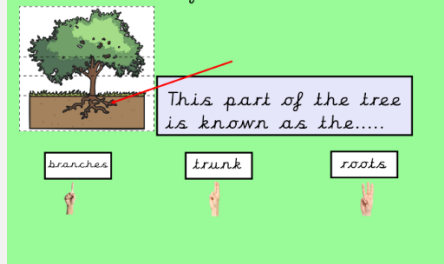 This part of the tree
is known as the.....
branches
trunk
roots